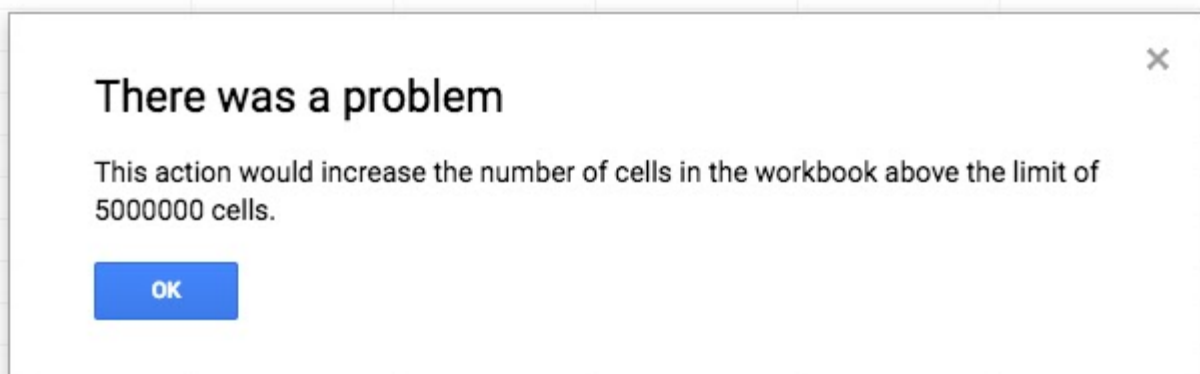 There was a problem
This action would increase the number of cells in the workbook above the limit of
5000000 cells.
OK